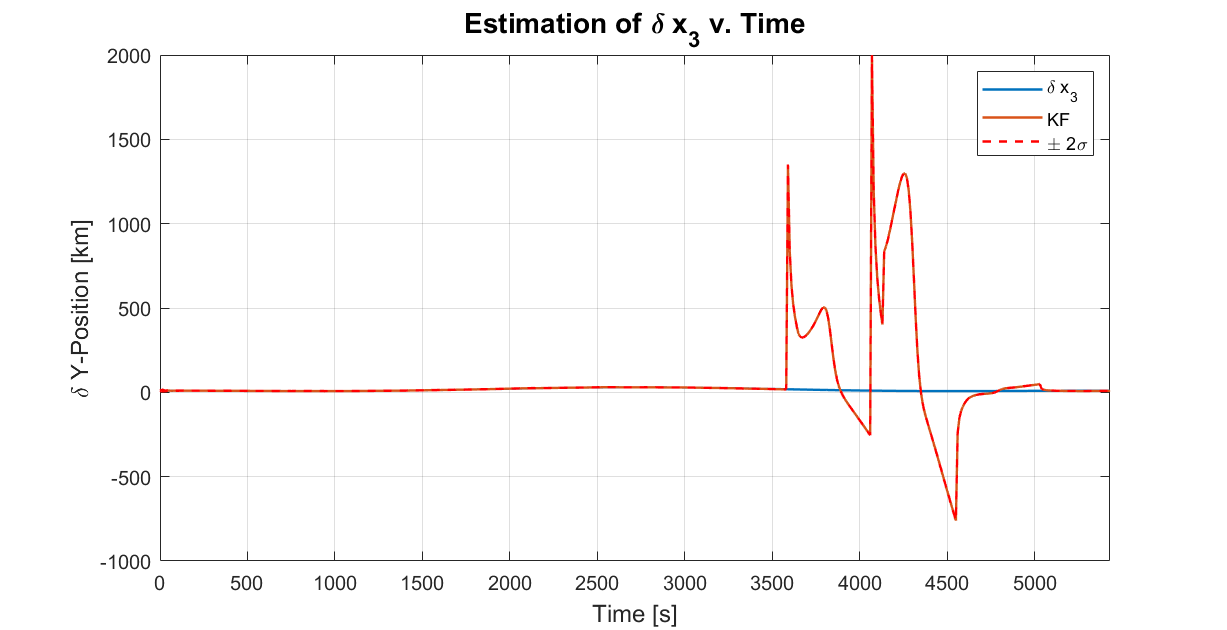 Estimation of δ x₃ v. Time
2000
1500
1000
500
0
-500
-1000
δ Y-Position [km]
0 500 1000 1500 2000 2500 3000 3500 4000 4500 5000
Time [s]
δ x₃
KF
± 2σ